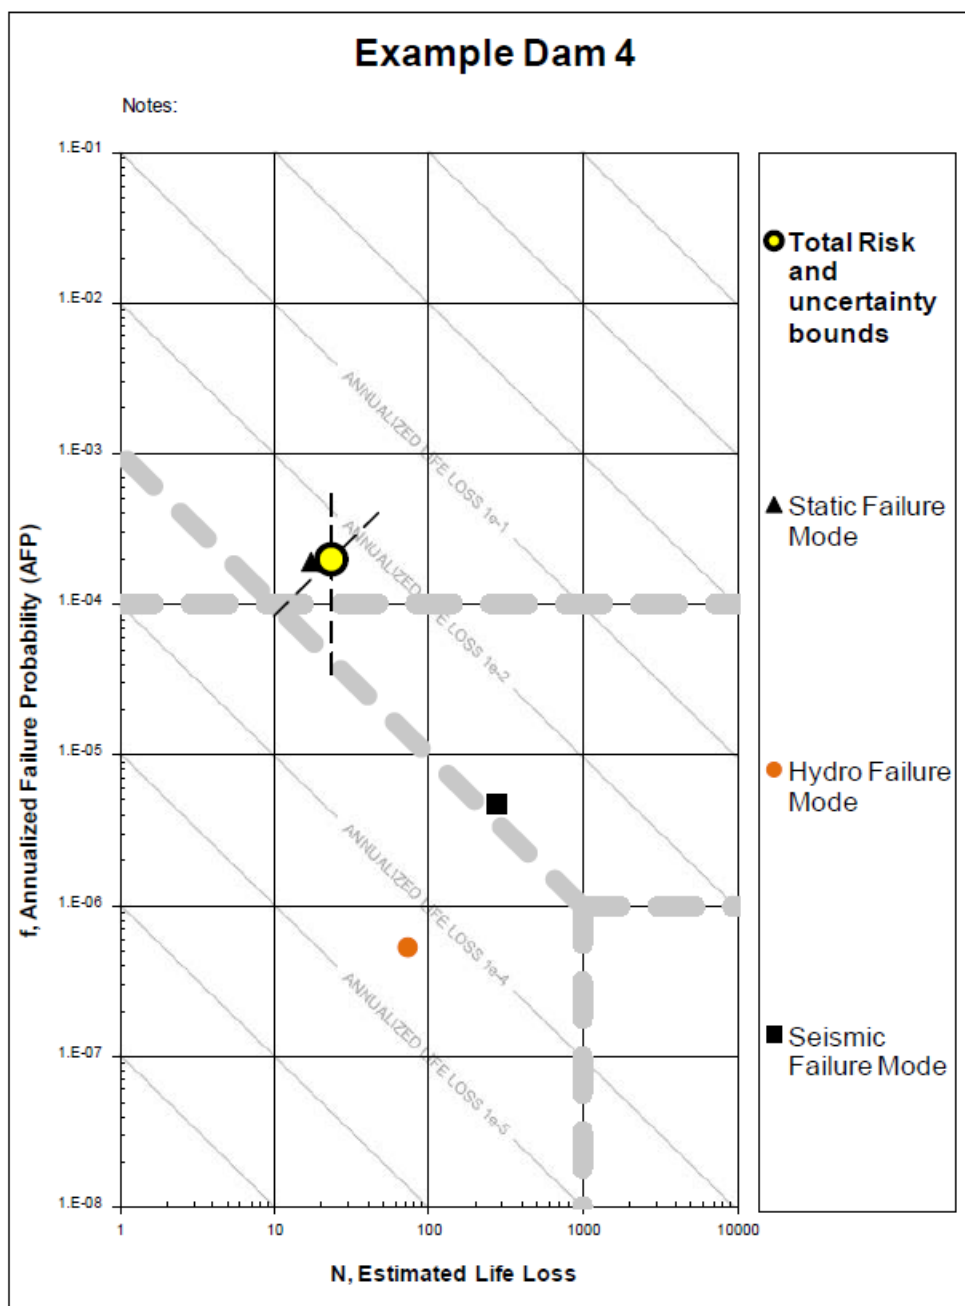 Example Dam 4
Notes:
1.E-01
1.E-02
1.E-03
1.E-04
1.E-05
1.E-06
1.E-07
1.E-08
f, Annualized Failure Probability (AFP)
ANNUALIZED LIFE LOSS 1e-1
ANNUALIZED LIFE LOSS 1e-2
ANNUALIZED LIFE LOSS 1e-4
ANNUALIZED LIFE LOSS 1e-5
1
10
100
1000
10000
N, Estimated Life Loss
Total Risk
and
uncertainty
bounds
Static Failure
Mode
Hydro Failure
Mode
Seismic
Failure Mode